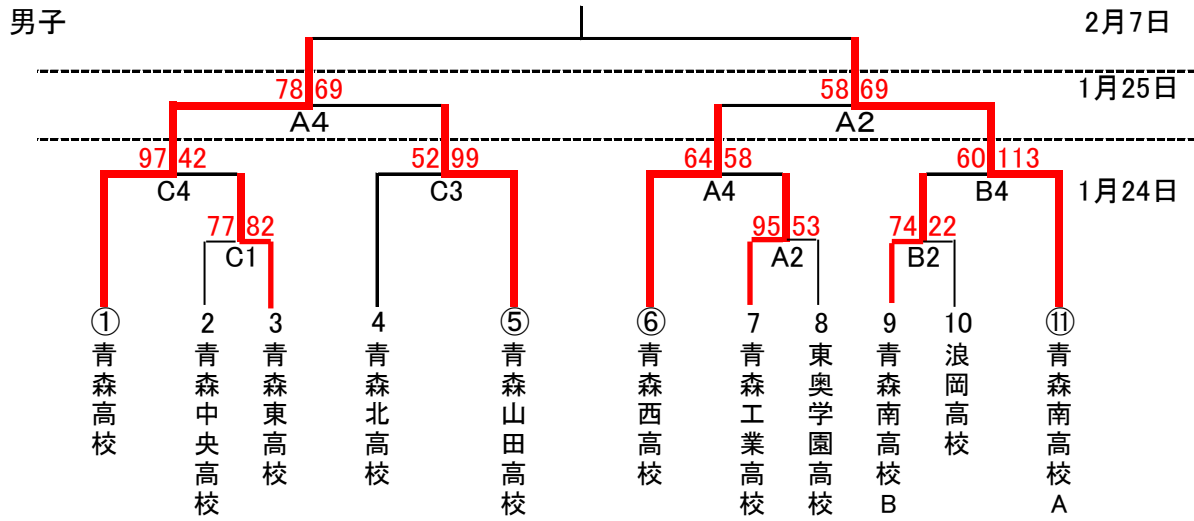 男子
2月7日
78 69
58 69
1月25日
A4
A2
97 42
52 99
64 58
60 113
C4
C3
A4
B4
1月24日
77 82
95 53
74 22
C1
A2
B2
① 2 3 4 ⑤ ⑥ 7 8 9 10 ⑪
青森高校
青森中央高校
青森東高校
青森北高校
青森山田高校
青森西高校
青森工業高校
東奥学園高校
青森南高校B
浪岡高校
青森南高校A